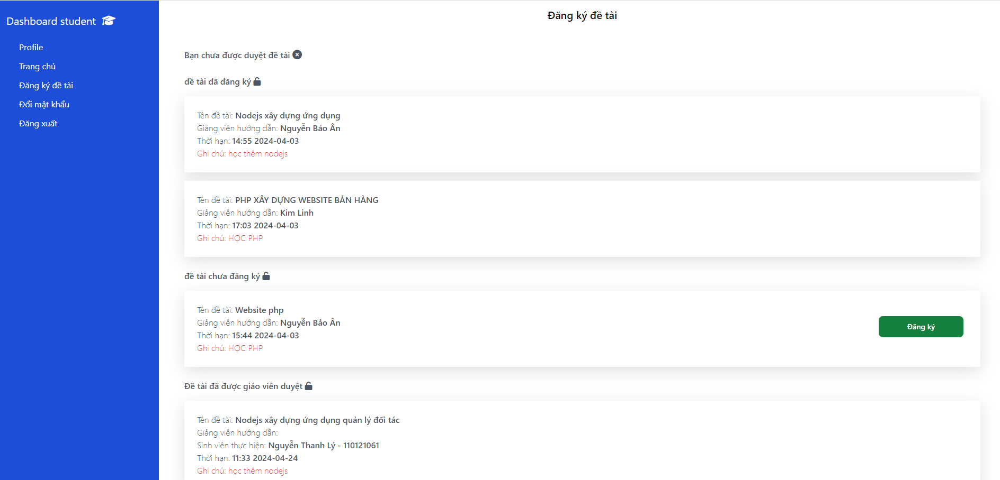 Dashboard student
Profile
Trang chủ
Đăng ký đề tài
Đổi mật khẩu
Đăng xuất
Đăng ký đề tài
Bạn chưa được duyệt đề tài
đề tài đã đăng ký
Tên đề tài: Nodejs xây dựng ứng dụng
Giảng viên hướng dẫn: Nguyễn Bảo Ân
Thời hạn: 14:55 2024-04-03
Ghi chú: học thêm nodejs
Tên đề tài: PHP XÂY DỰNG WEBSITE BÁN HÀNG
Giảng viên hướng dẫn: Kim Linh
Thời hạn: 17:03 2024-04-03
Ghi chú: HỌC PHP
đề tài chưa đăng ký
Tên đề tài: Website php
Giảng viên hướng dẫn: Nguyễn Bảo Ân
Thời hạn: 15:44 2024-04-03
Ghi chú: HỌC PHP
Đăng ký
Đề tài đã được giáo viên duyệt
Tên đề tài: Nodejs xây dựng ứng dụng quản lý đối tác
Giảng viên hướng dẫn:
Sinh viên thực hiện: Nguyễn Thanh Lý - 110121061
Thời hạn: 11:33 2024-04-24
Ghi chú: học thêm nodejs